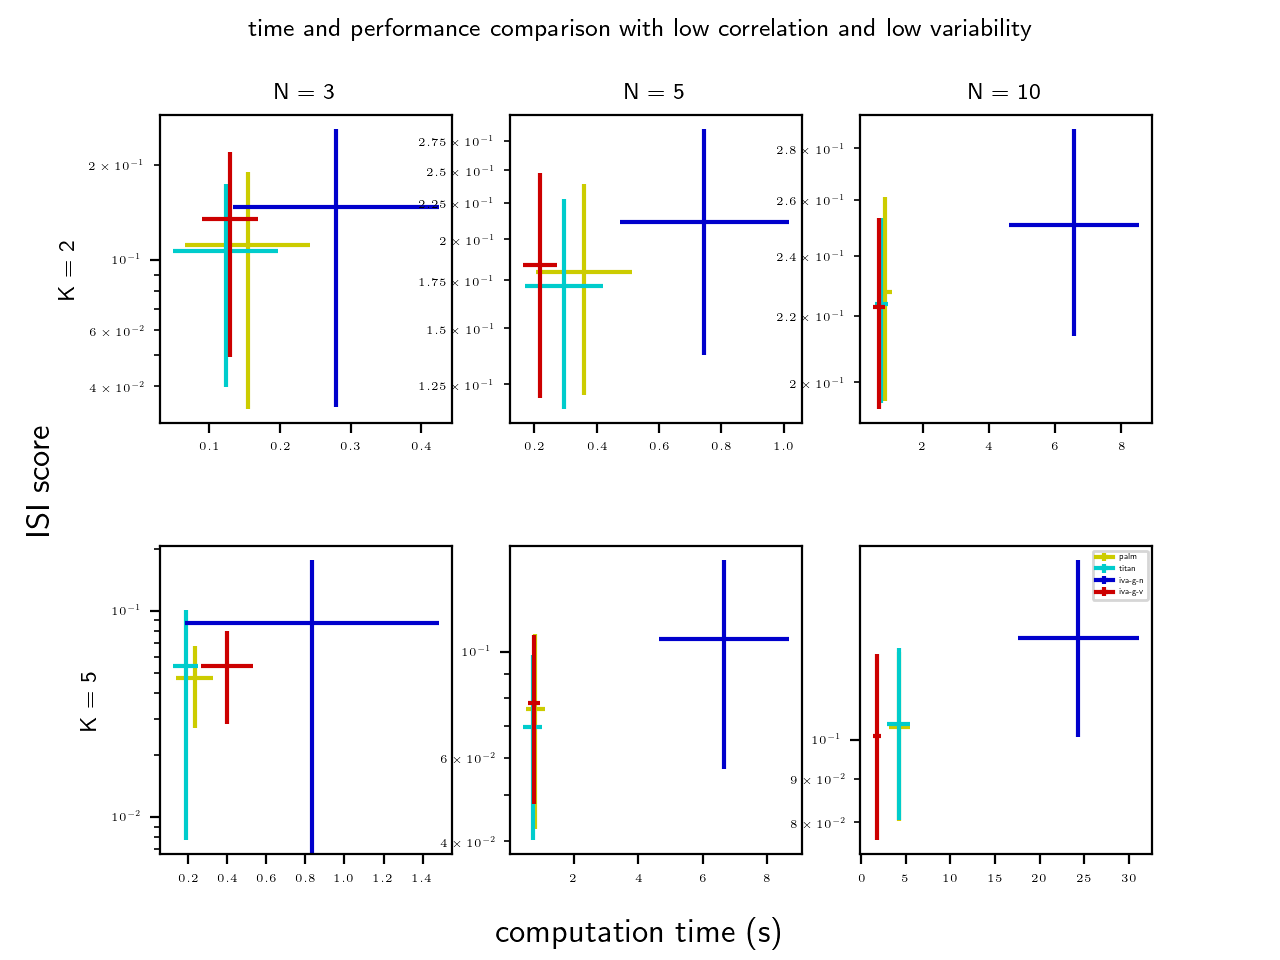 time and performance comparison with low correlation and low variability
N = 3
N = 5
N = 10
K = 2
2 × 10⁻¹
10⁻¹
6 × 10⁻²
4 × 10⁻²
0.1 0.2 0.3 0.4
2.75 × 10⁻¹
2.5 × 10⁻¹
2.25 × 10⁻¹
2 × 10⁻¹
1.75 × 10⁻¹
1.5 × 10⁻¹
1.25 × 10⁻¹
0.2 0.4 0.6 0.8 1.0
2.8 × 10⁻¹
2.6 × 10⁻¹
2.4 × 10⁻¹
2.2 × 10⁻¹
2 × 10⁻¹
2 4 6 8
ISI score
K = 5
10⁻¹
10⁻²
0.2 0.4 0.6 0.8 1.0 1.2 1.4
10⁻¹
6 × 10⁻²
4 × 10⁻²
2 4 6 8
10⁻¹
9 × 10⁻²
8 × 10⁻²
0 5 10 15 20 25 30
palm
titan
iva-g-n
iva-g-v
computation time (s)